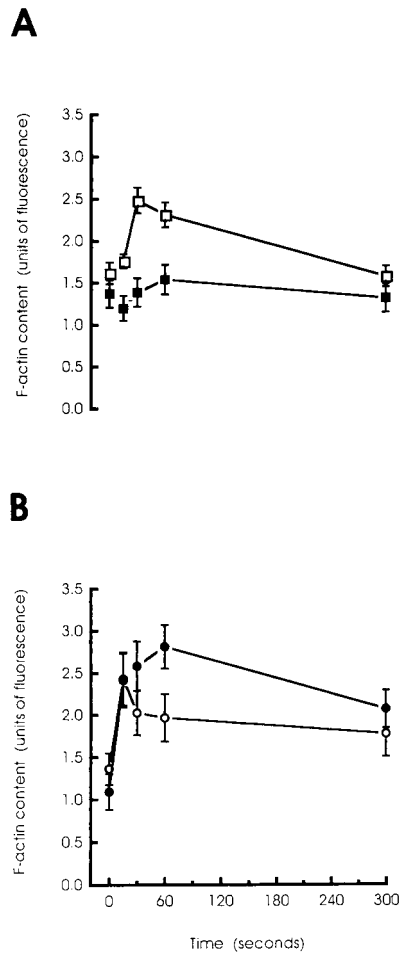 A
F-actin content (units of fluorescence)
3.5
3.0
2.5
2.0
1.5
1.0
0.5
0.0
B
F-actin content (units of fluorescence)
3.5
3.0
2.5
2.0
1.5
1.0
0.5
0.0
0 60 120 180 240 300
Time (seconds)